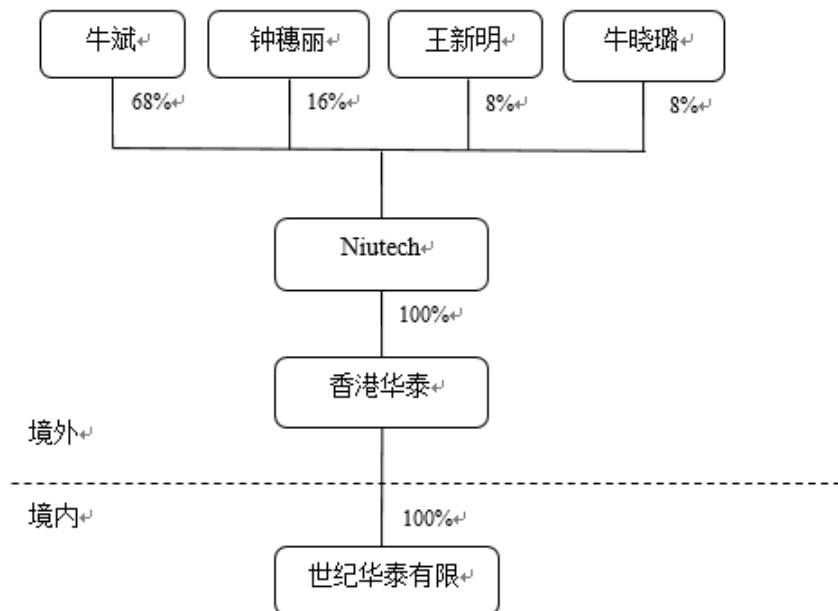 牛斌
钟穗丽
王新明
牛晓璐
68%
16%
8%
8%
Niutech
100%
香港华泰
境外
境内
100%
世纪华泰有限